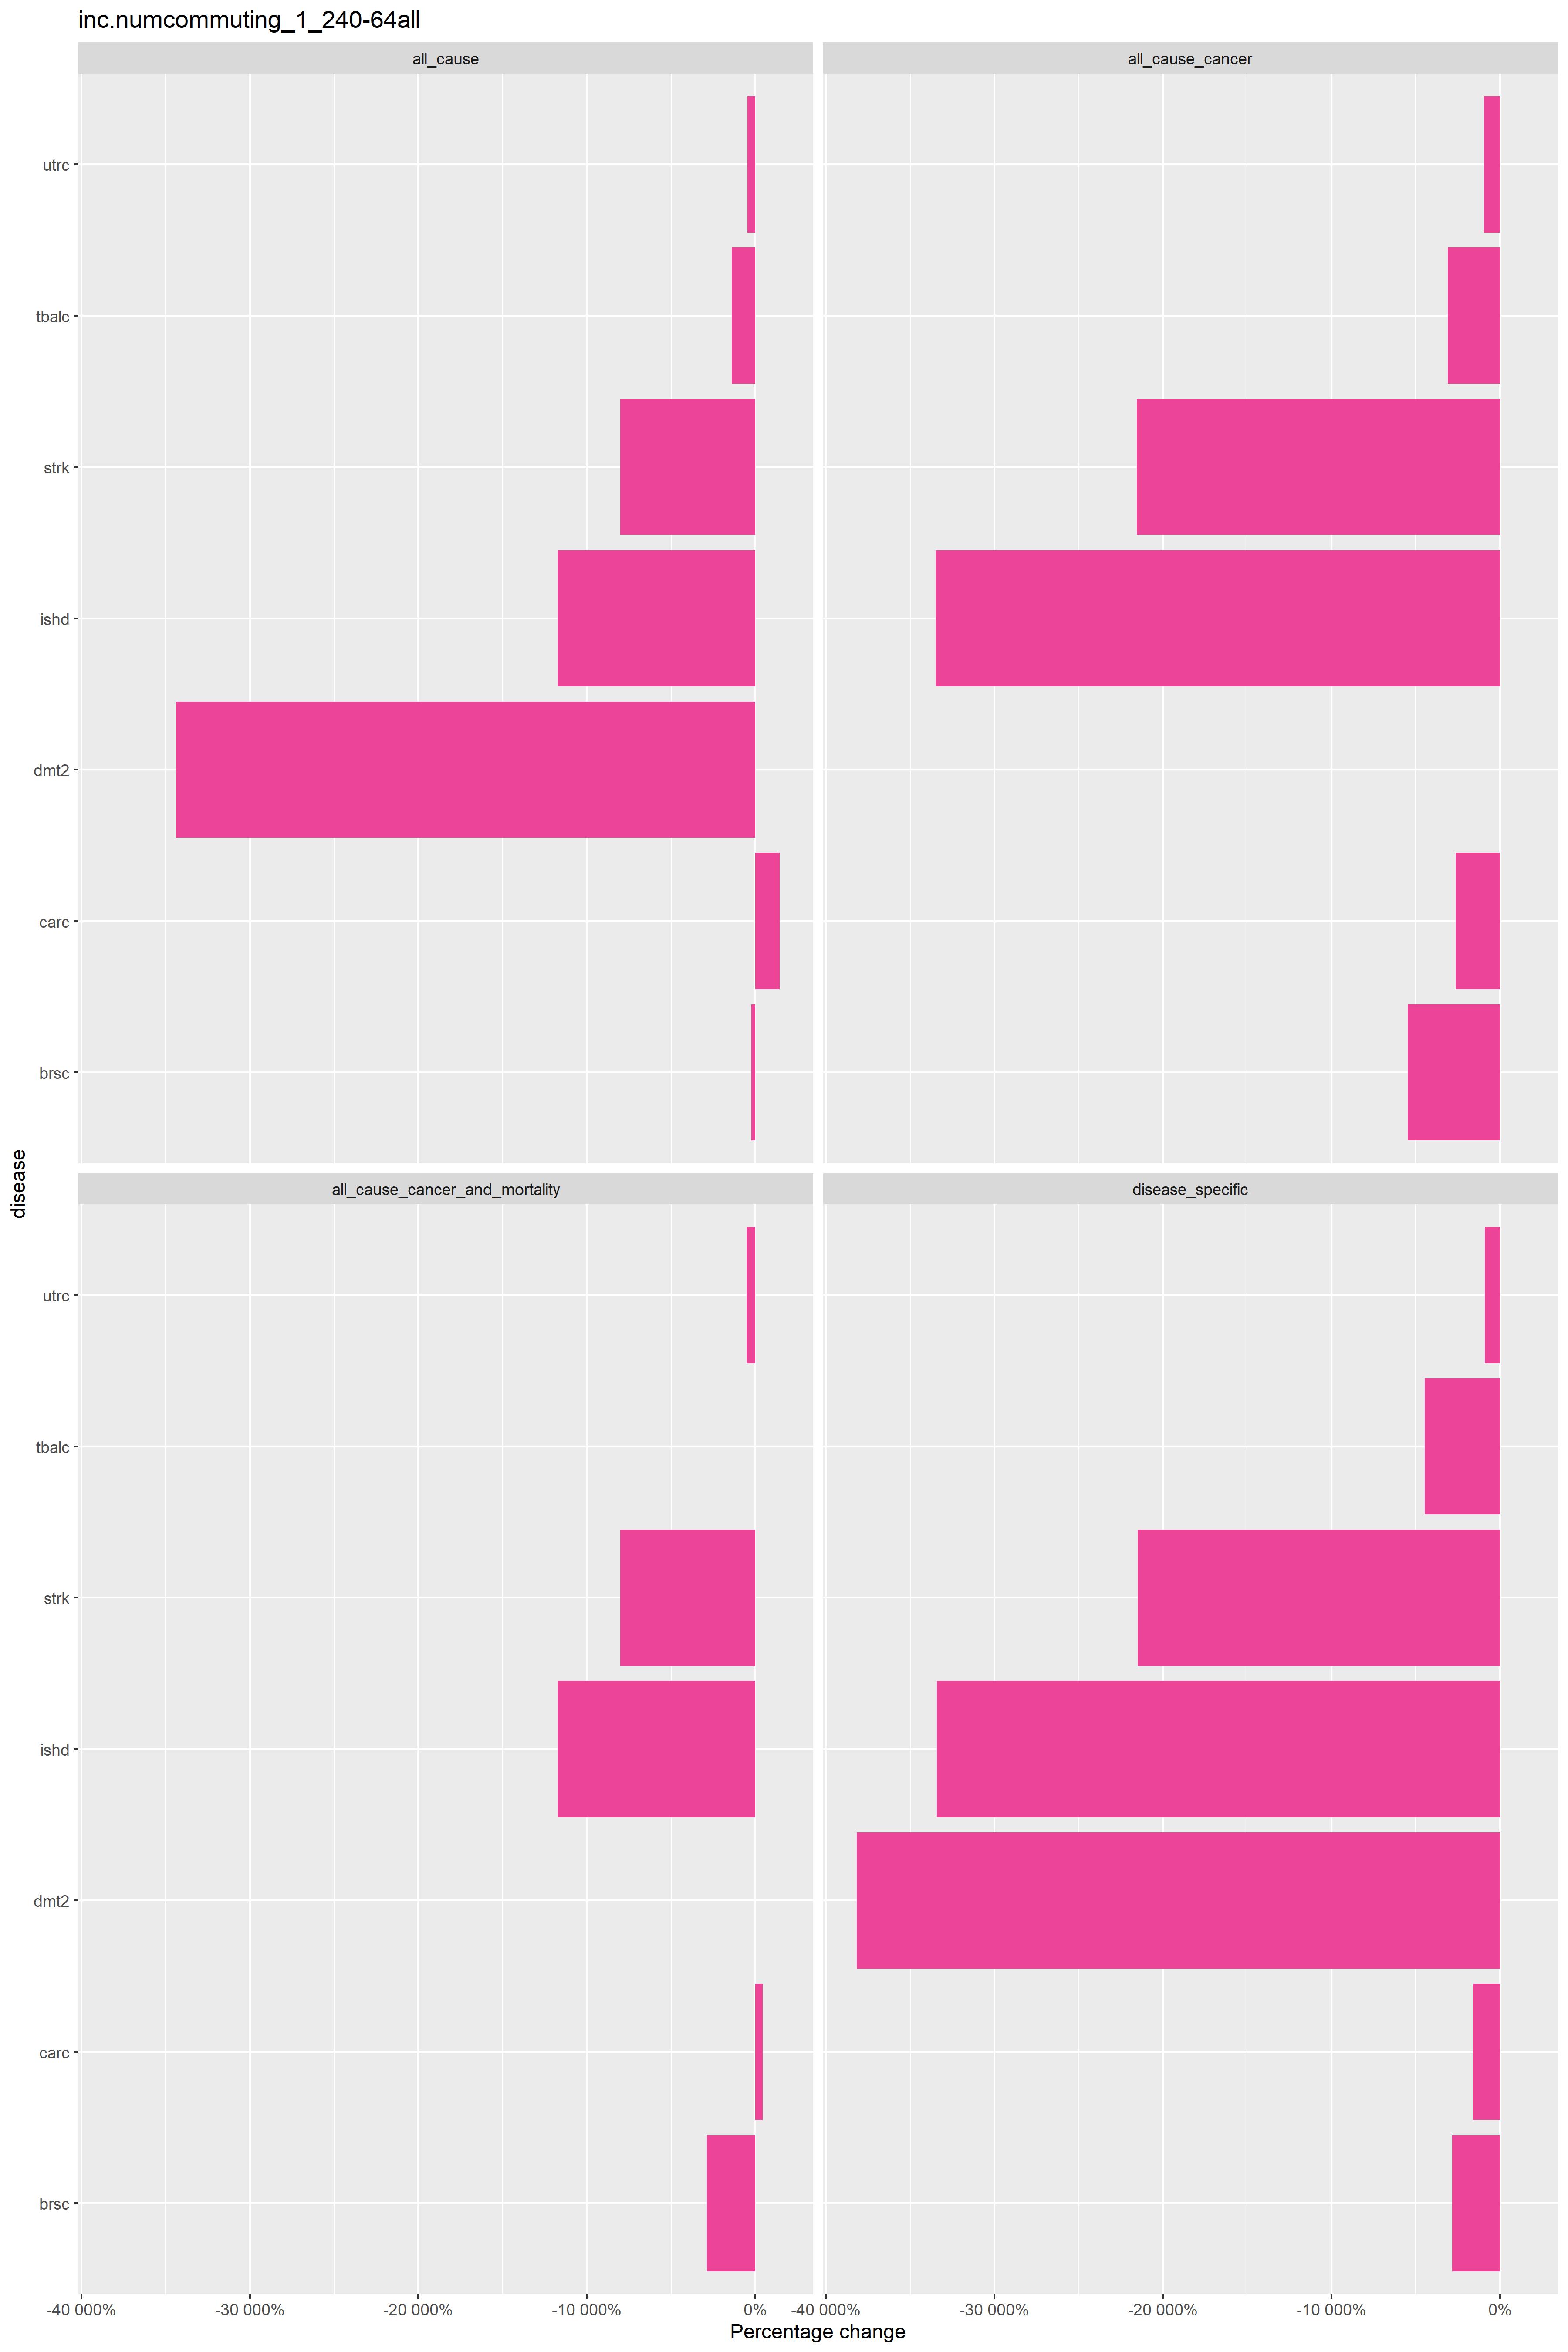 inc.numcommuting_1_240-64all
all_cause
all_cause_cancer
utrc
tbalc
strk
ishd
dmt2
carc
brsc
disease
all_cause_cancer_and_mortality
disease_specific
utrc
tbalc
strk
ishd
dmt2
carc
brsc
-40 000% -30 000% -20 000% -10 000% 0% -40 000% -30 000% -20 000% -10 000% 0%
Percentage change